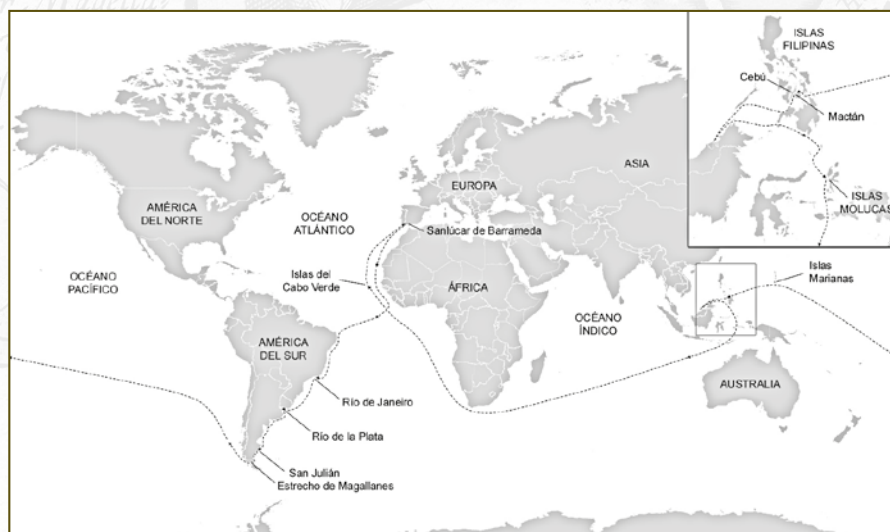 ISLAS
FILIPINAS
Cebú
Mactán
ISLAS
MOLUCAS
ASIA
EUROPA
AMÉRICA
DEL NORTE
OCÉANO
ATLÁNTICO
Sanlúcar de Barrameda
OCÉANO
PACÍFICO
Islas del
Cabo Verde
ÁFRICA
Islas
Marianas
OCÉANO
ÍNDICO
AMÉRICA
DEL SUR
AUSTRALIA
Río de Janeiro
Río de la Plata
San Julián
Estrecho de Magallanes